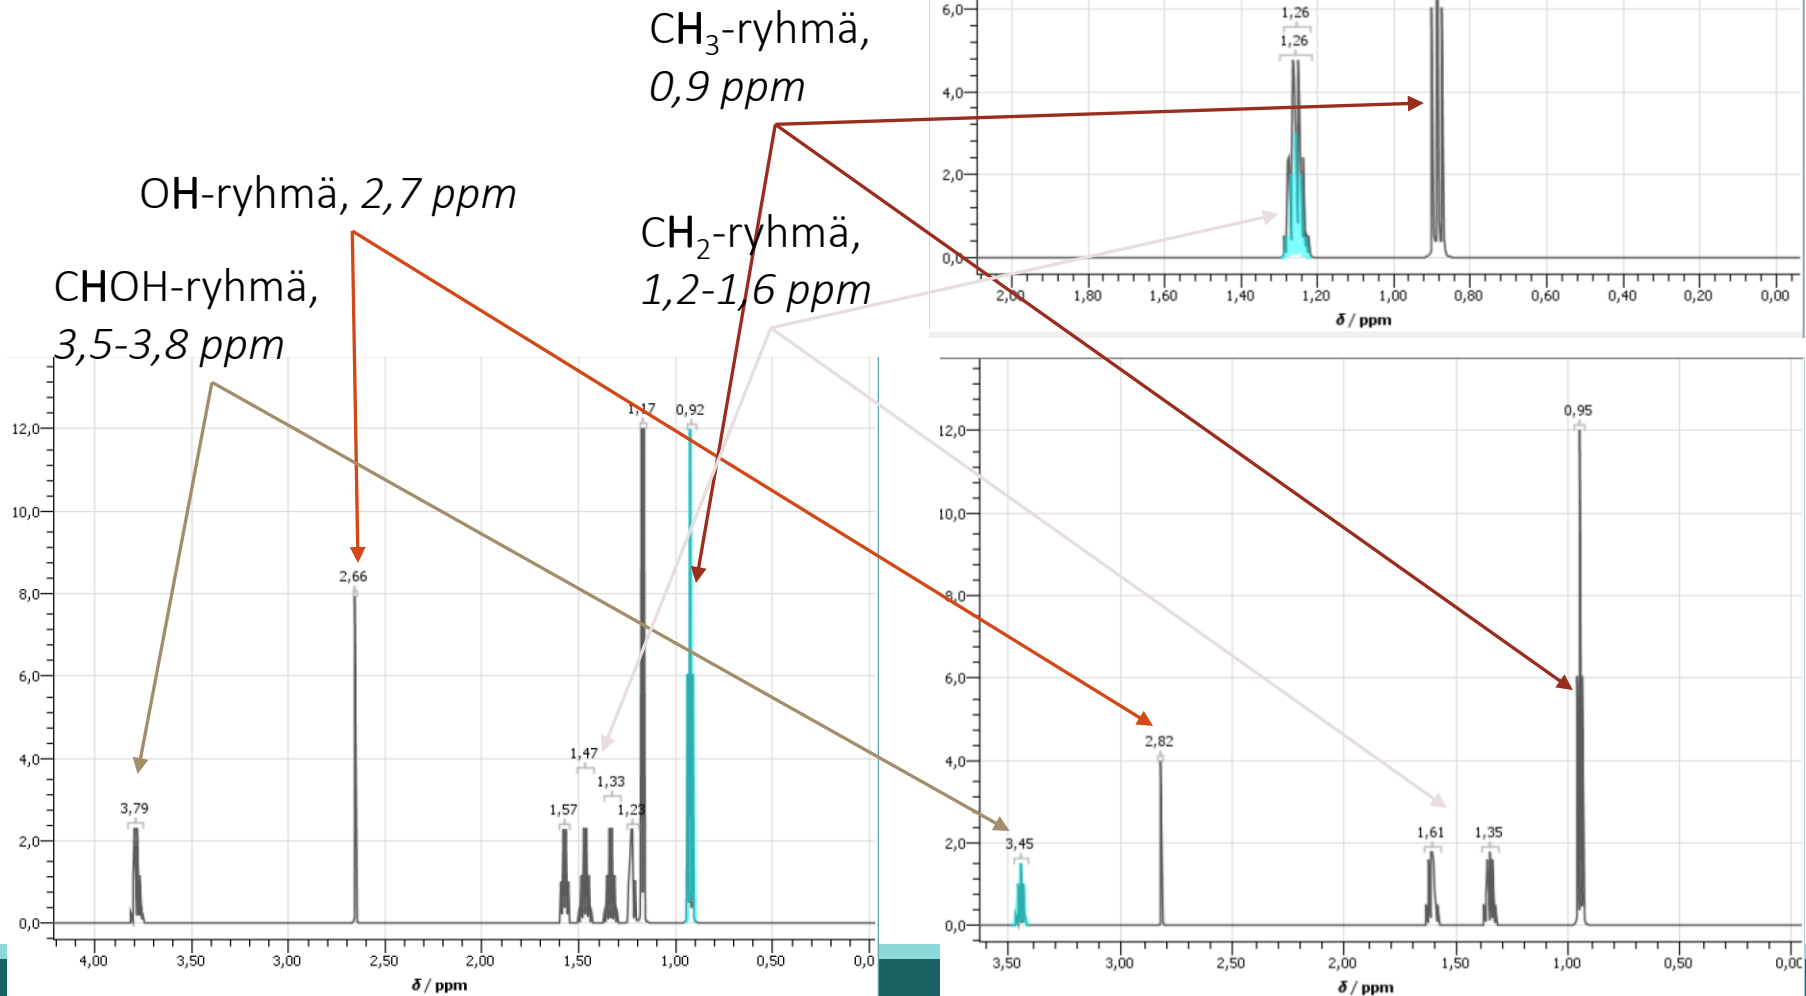 CH₃-ryhmä,
0,9 ppm
OH-ryhmä, 2,7 ppm
CH₂-ryhmä,
1,2-1,6 ppm
CHOH-ryhmä,
3,5-3,8 ppm
6,0
4,0
2,0
0,0
1,26
1,26
2,00 1,80 1,60 1,40 1,20 1,00 0,80 0,60 0,40 0,20 0,00
δ / ppm
12,0
10,0
8,0
6,0
4,0
2,0
0,0
3,79
2,66
1,57
1,47
1,33
1,23
1,17
0,92
4,00 3,50 3,00 2,50 2,00 1,50 1,00 0,50 0,0
δ / ppm
12,0
10,0
8,0
6,0
4,0
2,0
0,0
3,45
2,82
1,61
1,35
0,95
3,50 3,00 2,50 2,00 1,50 1,00 0,50 0,00
δ / ppm